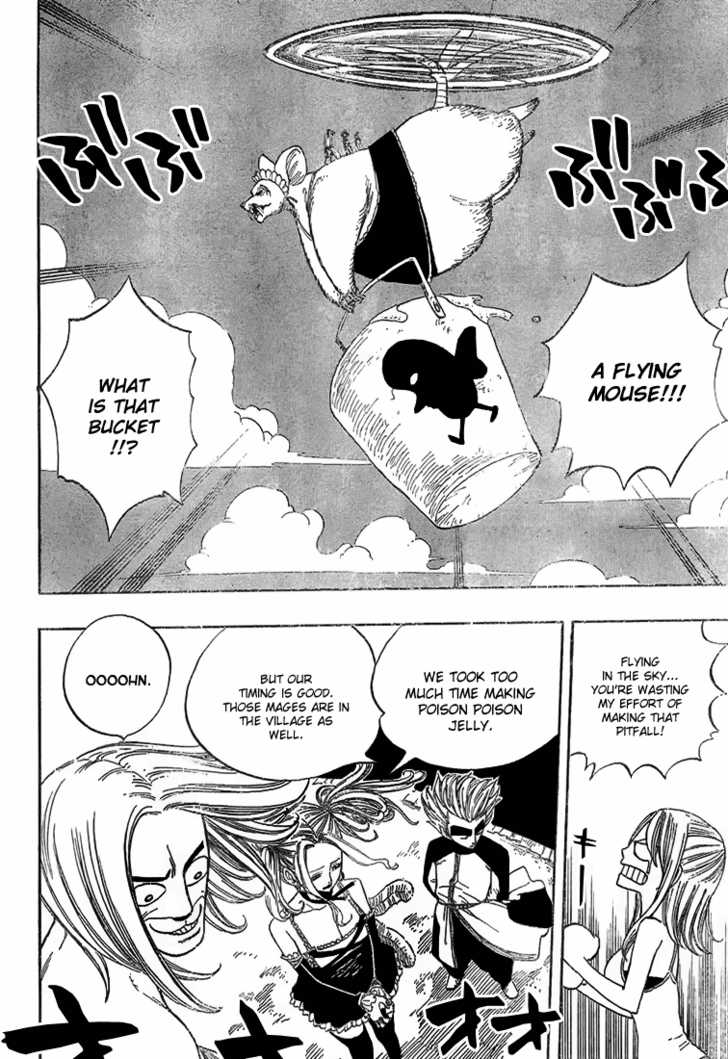 ぶぶ
ぶぶぶ
A FLYING
MOUSE!!!
WHAT
IS THAT
BUCKET
!!?
FLYING
IN THE SKY...
YOU'RE WASTING
MY EFFORT OF
MAKING THAT
PITFALL!
キー
WE TOOK TOO
MUCH TIME MAKING
POISON POISON
JELLY.
BUT OUR
TIMING IS GOOD.
THOSE MAGES ARE IN
THE VILLAGE AS
WELL.
OOOOHN.
オオオ